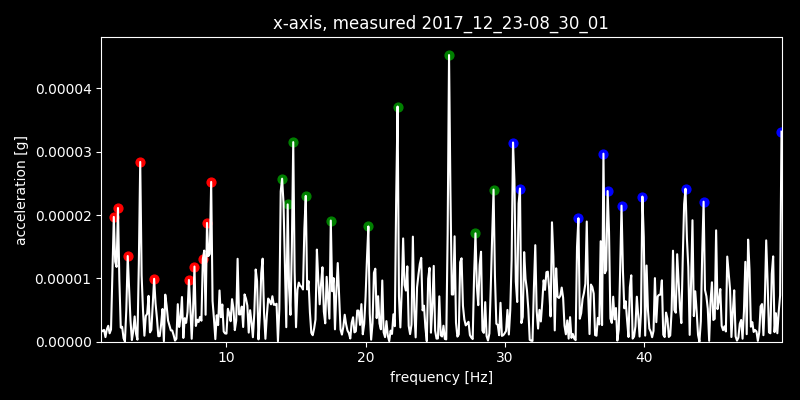 x-axis, measured 2017_12_23-08_30_01
0.00004
0.00003
0.00002
0.00001
0.00000
acceleration [g]
10 20 30 40
frequency [Hz]